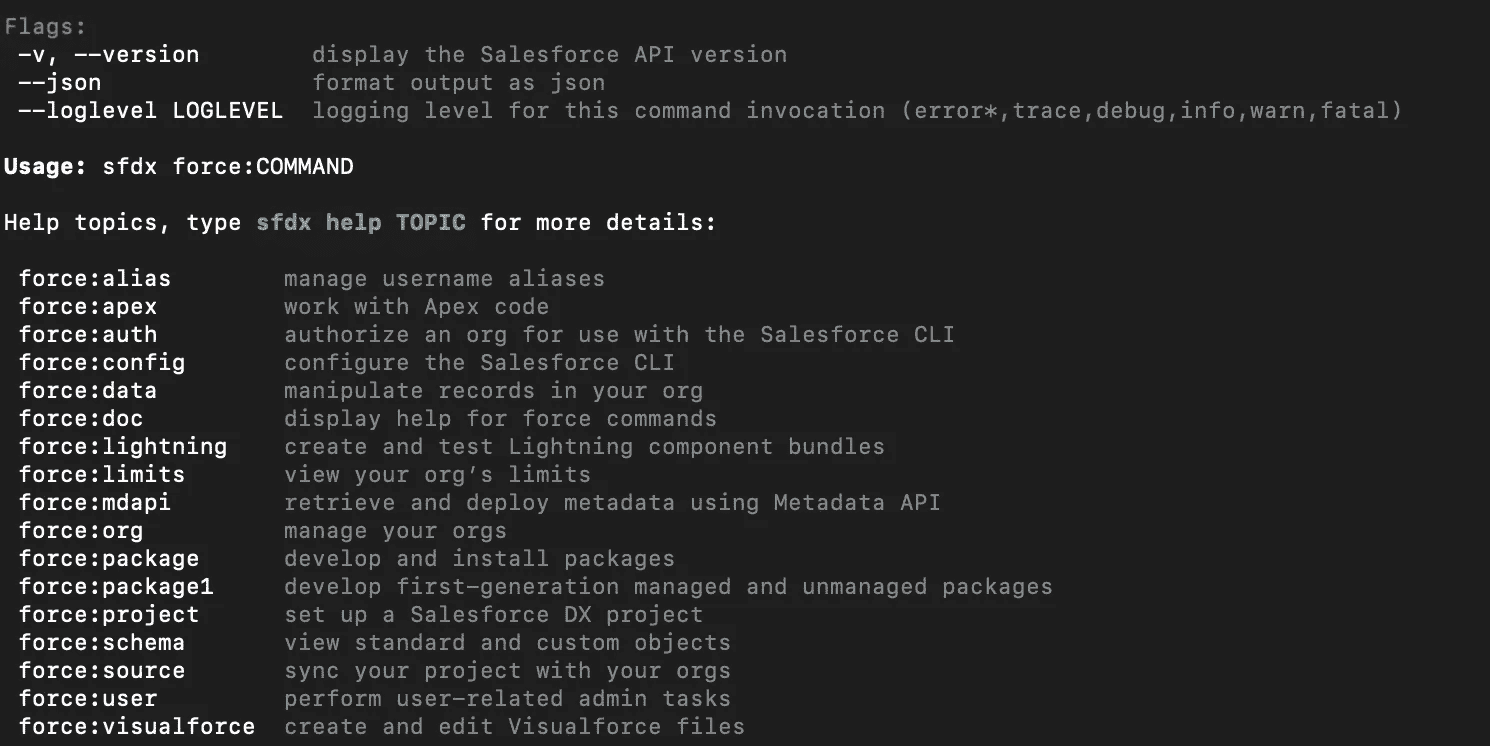 Flags:
-v, --version display the Salesforce API version
--json format output as json
--loglevel LOGLEVEL logging level for this command invocation (error*,trace,debug,info,warn,fatal)
Usage: sfdx force:COMMAND
Help topics, type sfdx help TOPIC for more details:
force:alias manage username aliases
force:apex work with Apex code
force:auth authorize an org for use with the Salesforce CLI
force:config configure the Salesforce CLI
force:data manipulate records in your org
force:doc display help for force commands
force:lightning create and test Lightning component bundles
force:limits view your org’s limits
force:mdapi retrieve and deploy metadata using Metadata API
force:org manage your orgs
force:package develop and install packages
force:package1 develop first-generation managed and unmanaged packages
force:project set up a Salesforce DX project
force:schema view standard and custom objects
force:source sync your project with your orgs
force:user perform user-related admin tasks
force:visualforce create and edit Visualforce files